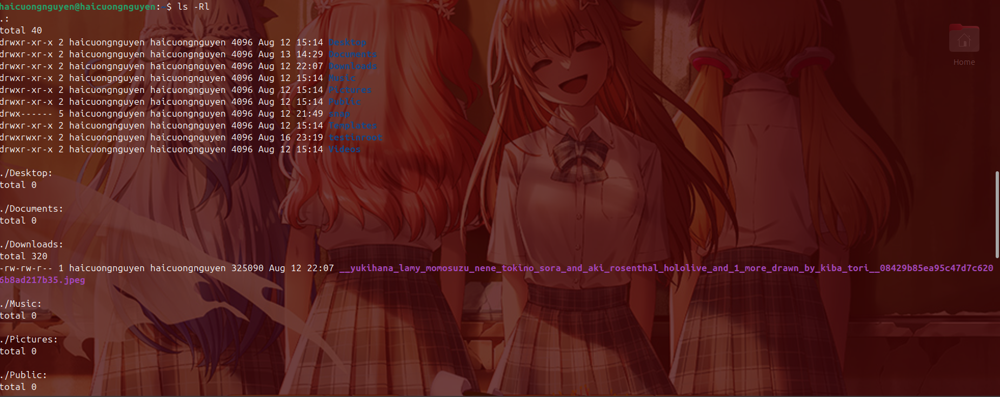 haicuongnguyen@haicuongnguyen:~$ ls -Rl
.:
total 40
drwxr-xr-x 2 haicuongnguyen haicuongnguyen 4096 Aug 12 15:14 Desktop
drwxr-xr-x 2 haicuongnguyen haicuongnguyen 4096 Aug 13 14:29 Documents
drwxr-xr-x 2 haicuongnguyen haicuongnguyen 4096 Aug 12 22:07 Downloads
drwxr-xr-x 2 haicuongnguyen haicuongnguyen 4096 Aug 12 15:14 Music
drwxr-xr-x 2 haicuongnguyen haicuongnguyen 4096 Aug 12 15:14 Pictures
drwxr-xr-x 2 haicuongnguyen haicuongnguyen 4096 Aug 12 15:14 Public
drwx------ 5 haicuongnguyen haicuongnguyen 4096 Aug 12 21:49 snap
drwxr-xr-x 2 haicuongnguyen haicuongnguyen 4096 Aug 12 15:14 Templates
drwxrwxr-x 2 haicuongnguyen haicuongnguyen 4096 Aug 16 23:19 testinroot
drwxr-xr-x 2 haicuongnguyen haicuongnguyen 4096 Aug 12 15:14 Videos
./Desktop:
total 0
./Documents:
total 0
./Downloads:
total 320
-rw-rw-r-- 1 haicuongnguyen haicuongnguyen 325090 Aug 12 22:07 __yukihana_lamy_momosuzu_nene_tokino_sora_and_aki_rosenthal_hololive_and_1_more_drawn_by_kiba_tori__08429b85ea95c47d7c620
6b8ad217b35.jpeg
./Music:
total 0
./Pictures:
total 0
./Public:
total 0
Home